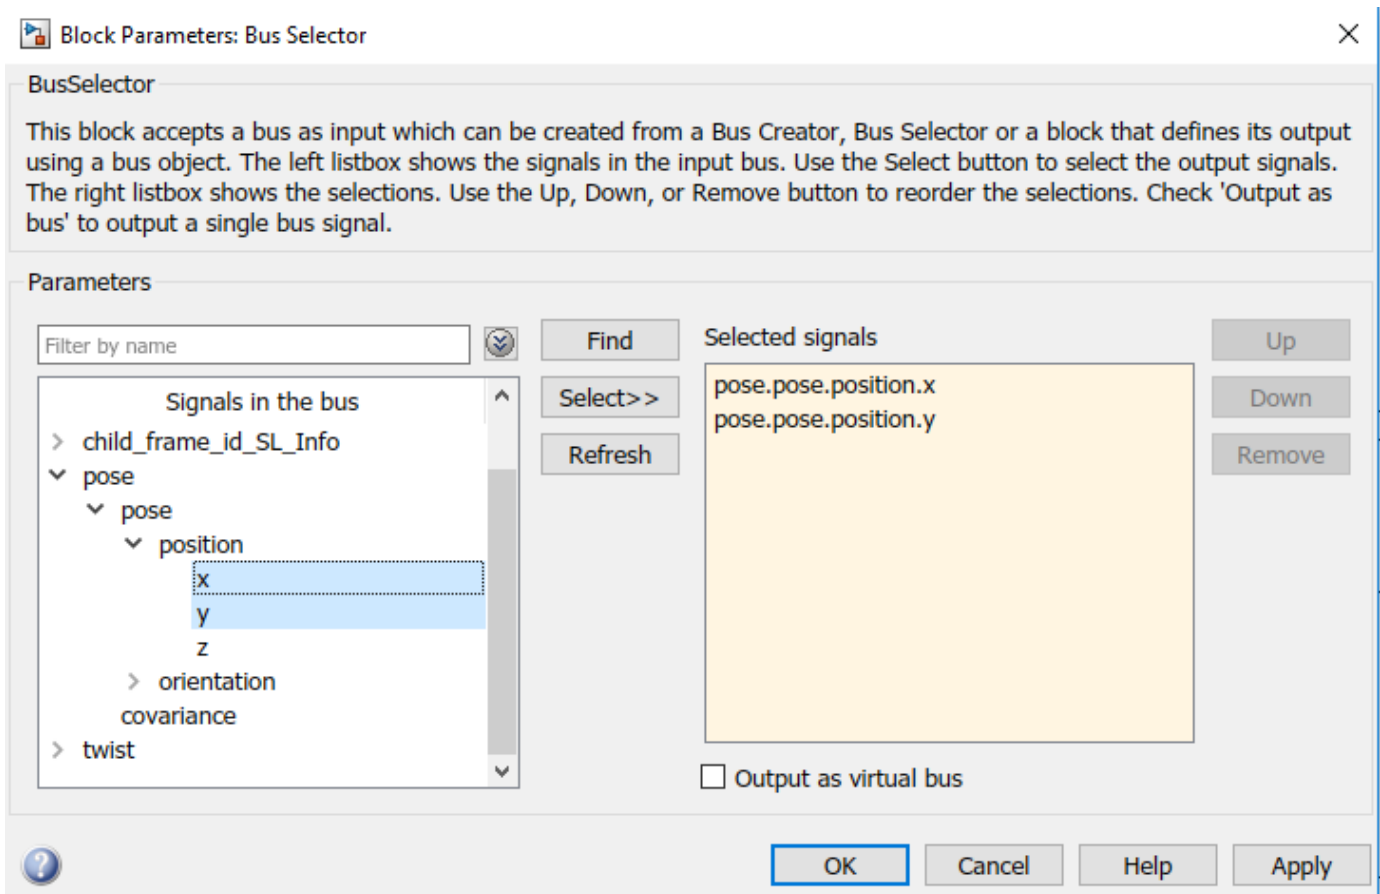 Block Parameters: Bus Selector
BusSelector
This block accepts a bus as input which can be created from a Bus Creator, Bus Selector or a block that defines its output
using a bus object. The left listbox shows the signals in the input bus. Use the Select button to select the output signals.
The right listbox shows the selections. Use the Up, Down, or Remove button to reorder the selections. Check 'Output as
bus' to output a single bus signal.
Parameters
Filter by name
Signals in the bus
child_frame_id_SL_Info
pose
pose
position
x
y
z
orientation
covariance
twist
Find
Select>>
Refresh
Selected signals
pose.pose.position.x
pose.pose.position.y
Output as virtual bus
Up
Down
Remove
?
OK
Cancel
Help
Apply